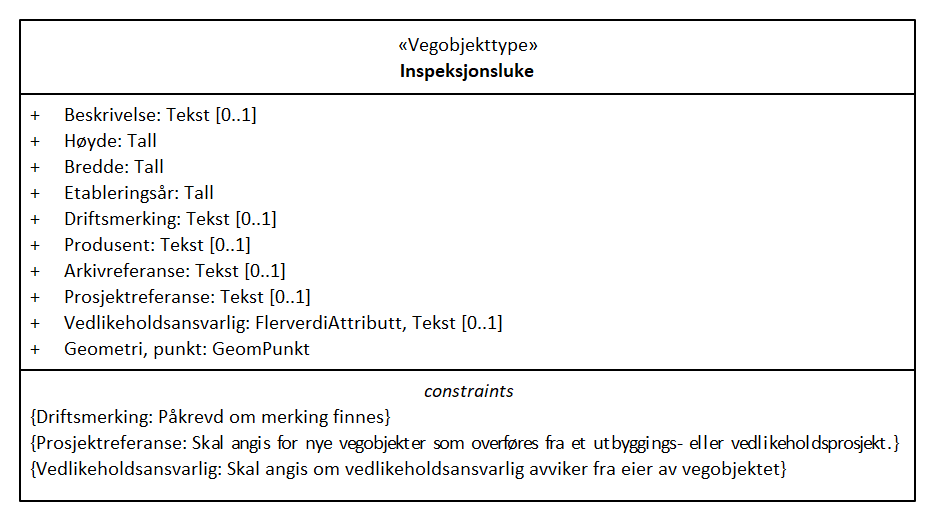 «Vegobjekttype»
Inspeksjonsluke
+ Beskrivelse: Tekst [0..1]
+ Høyde: Tall
+ Bredde: Tall
+ Etableringsår: Tall
+ Driftsmerking: Tekst [0..1]
+ Produsent: Tekst [0..1]
+ Arkivreferanse: Tekst [0..1]
+ Prosjektreferanse: Tekst [0..1]
+ Vedlikeholdsansvarlig: FlerverdiAttributt, Tekst [0..1]
+ Geometri, punkt: GeomPunkt
constraints
{Driftsmerking: Påkrevd om merking finnes}
{Prosjektreferanse: Skal angis for nye vegobjekter som overføres fra et utbyggings- eller vedlikeholdsprosjekt.}
{Vedlikeholdsansvarlig: Skal angis om vedlikeholdsansvarlig avviker fra eier av vegobjektet}